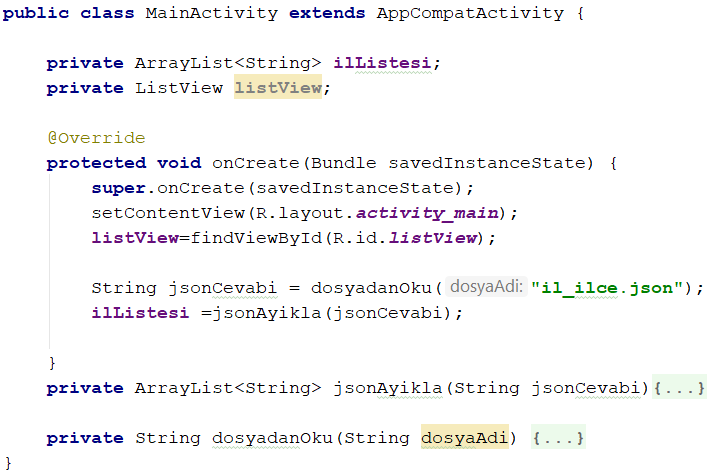 public class MainActivity extends AppCompatActivity {
private ArrayList<String> ilListesi;
private ListView listView;
@Override
protected void onCreate(Bundle savedInstanceState) {
super.onCreate(savedInstanceState);
setContentView(R.layout.activity_main);
listView=findViewById(R.id.listView);
String jsonCevabi = dosyadanOku( dosyaAdi: "il_ilce.json");
ilListesi =jsonAyikla(jsonCevabi);
}
private ArrayList<String> jsonAyikla(String jsonCevabi){...}
private String dosyadanOku(String dosyaAdi) {...}
}